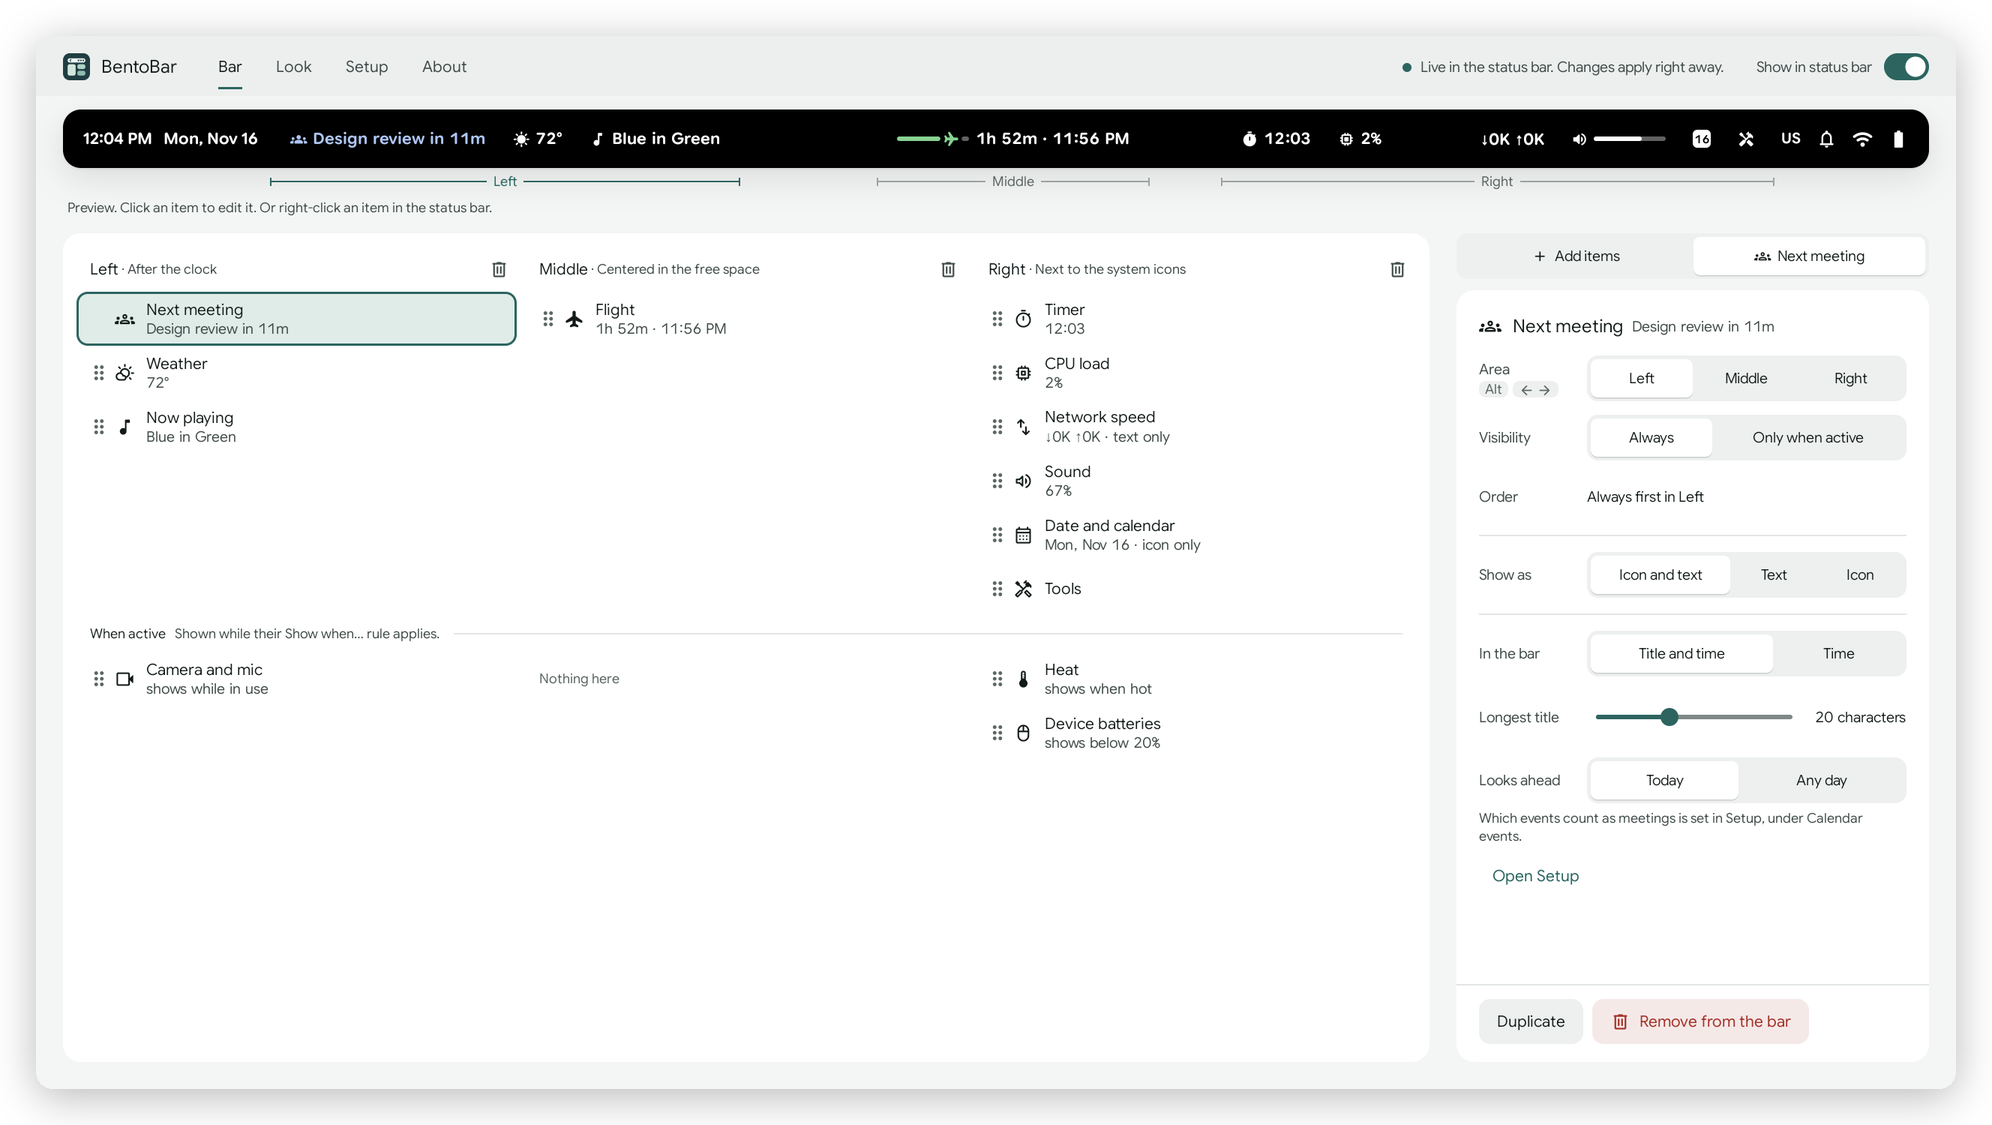 BentoBar Bar Look Setup About Live in the status bar. Changes apply right away. Show in status bar
12:04 PM Mon, Nov 16 Design review in 11m 72° Blue in Green 1h 52m · 11:56 PM 12:03 2% ↓0K ↑0K 16 US
Left Middle Right
Preview. Click an item to edit it. Or right-click an item in the status bar.
Left · After the clock
Next meeting
Design review in 11m
Weather
72°
Now playing
Blue in Green
Middle · Centered in the free space
Flight
1h 52m · 11:56 PM
Right · Next to the system icons
Timer
12:03
CPU load
2%
Network speed
↓0K ↑0K · text only
Sound
67%
Date and calendar
Mon, Nov 16 · icon only
Tools
When active Shown while their Show when... rule applies.
Camera and mic
shows while in use
Nothing here
Heat
shows when hot
Device batteries
shows below 20%
+ Add items Next meeting
Next meeting Design review in 11m
Area
Alt ← →
Left Middle Right
Visibility Always Only when active
Order Always first in Left
Show as Icon and text Text Icon
In the bar Title and time Time
Longest title 20 characters
Looks ahead Today Any day
Which events count as meetings is set in Setup, under Calendar
events.
Open Setup
Duplicate Remove from the bar